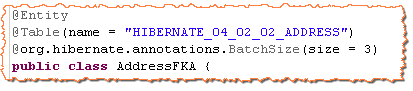 @Entity
@Table(name = "HIBERNATE_04_02_02_ADDRESS")
@org.hibernate.annotations.BatchSize(size = 3)
public class AddressFKA {